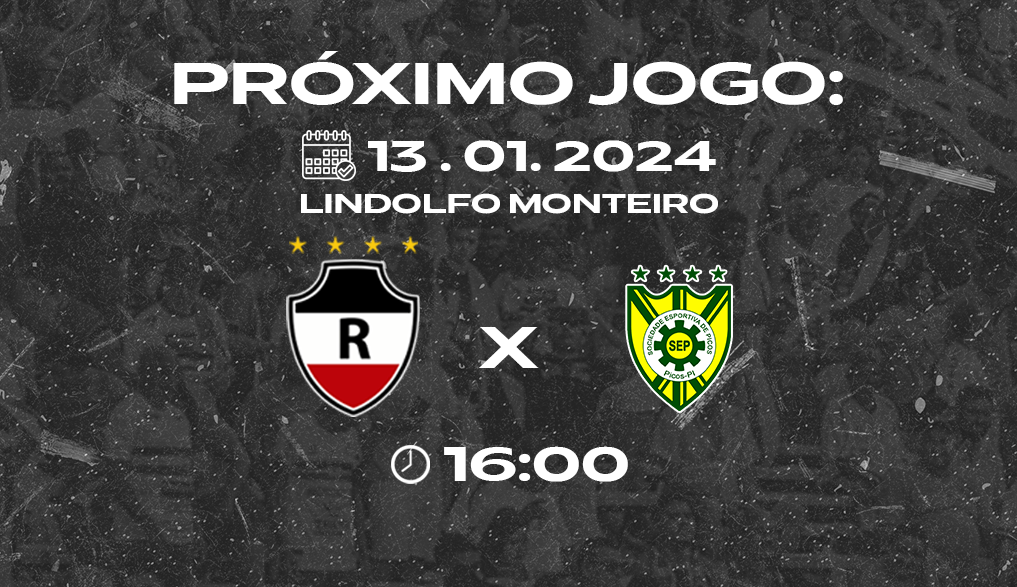 PRÓXIMO JOGO:
13 . 01. 2024
LINDOLFO MONTEIRO
R
X
SOCIEDADE ESPORTIVA DE PICOS
SEP
PICOS-PI
16:00